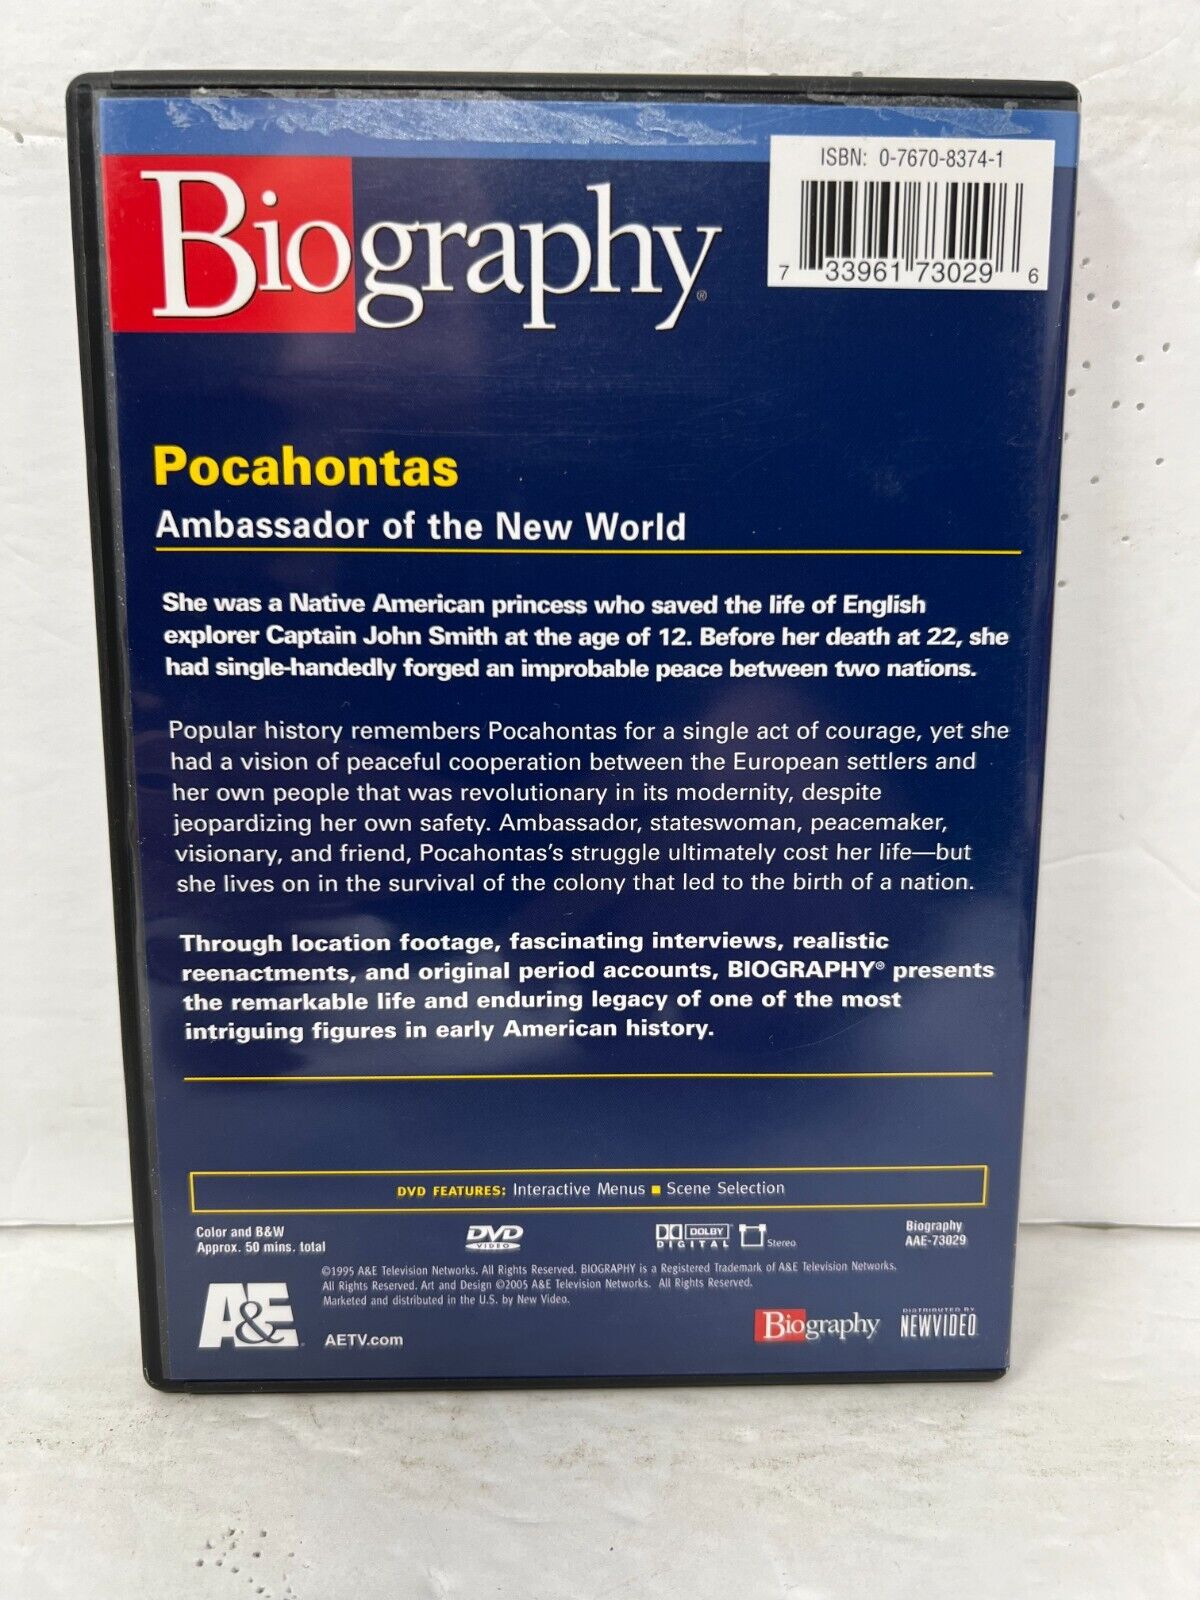 ISBN: 0-7670-8374-1
7 33961 73029 6
Biography®
Pocahontas
Ambassador of the New World
She was a Native American princess who saved the life of English
explorer Captain John Smith at the age of 12. Before her death at 22, she
had single-handedly forged an improbable peace between two nations.
Popular history remembers Pocahontas for a single act of courage, yet she
had a vision of peaceful cooperation between the European settlers and
her own people that was revolutionary in its modernity, despite
jeopardizing her own safety. Ambassador, stateswoman, peacemaker,
visionary, and friend, Pocahontas's struggle ultimately cost her life—but
she lives on in the survival of the colony that led to the birth of a nation.
Through location footage, fascinating interviews, realistic
reenactments, and original period accounts, BIOGRAPHY® presents
the remarkable life and enduring legacy of one of the most
intriguing figures in early American history.
DVD FEATURES: Interactive Menus ■ Scene Selection
Color and B&W
Approx. 50 mins. total
DVD
VIDEO
DOLBY
DIGITAL
Stereo
Biography
AAE-73029
©1995 A&E Television Networks. All Rights Reserved. BIOGRAPHY is a Registered Trademark of A&E Television Networks.
All Rights Reserved. Art and Design ©2005 A&E Television Networks. All Rights Reserved.
Marketed and distributed in the U.S. by New Video.
A&E
AETV.com
Biography
DISTRIBUTED BY
NEWVIDEO